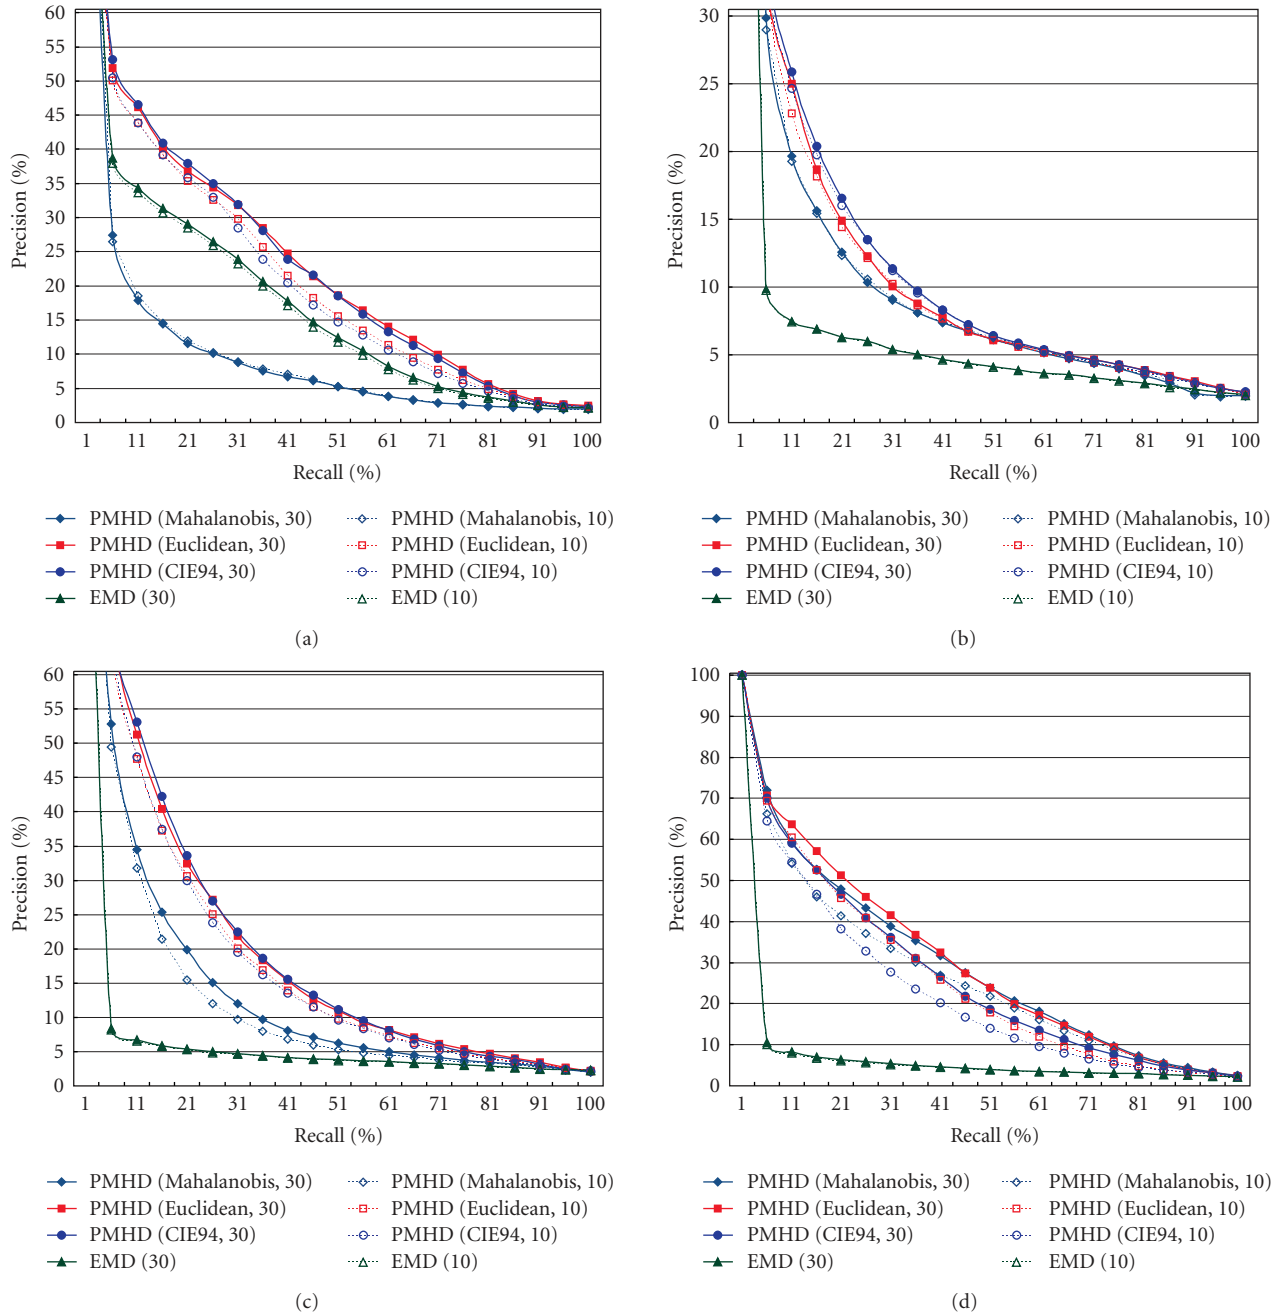 60
55
50
45
40
35
30
25
20
15
10
5
0
Precision (%)
1 11 21 31 41 51 61 71 81 91 100
Recall (%)
PMHD (Mahalanobis, 30)
PMHD (Euclidean, 30)
PMHD (CIE94, 30)
EMD (30)
PMHD (Mahalanobis, 10)
PMHD (Euclidean, 10)
PMHD (CIE94, 10)
EMD (10)
(a)
30
25
20
15
10
5
0
Precision (%)
1 11 21 31 41 51 61 71 81 91 100
Recall (%)
PMHD (Mahalanobis, 30)
PMHD (Euclidean, 30)
PMHD (CIE94, 30)
EMD (30)
PMHD (Mahalanobis, 10)
PMHD (Euclidean, 10)
PMHD (CIE94, 10)
EMD (10)
(b)
60
55
50
45
40
35
30
25
20
15
10
5
0
Precision (%)
1 11 21 31 41 51 61 71 81 91 100
Recall (%)
PMHD (Mahalanobis, 30)
PMHD (Euclidean, 30)
PMHD (CIE94, 30)
EMD (30)
PMHD (Mahalanobis, 10)
PMHD (Euclidean, 10)
PMHD (CIE94, 10)
EMD (10)
(c)
100
90
80
70
60
50
40
30
20
10
0
Precision (%)
1 11 21 31 41 51 61 71 81 91 100
Recall (%)
PMHD (Mahalanobis, 30)
PMHD (Euclidean, 30)
PMHD (CIE94, 30)
EMD (30)
PMHD (Mahalanobis, 10)
PMHD (Euclidean, 10)
PMHD (CIE94, 10)
EMD (10)
(d)